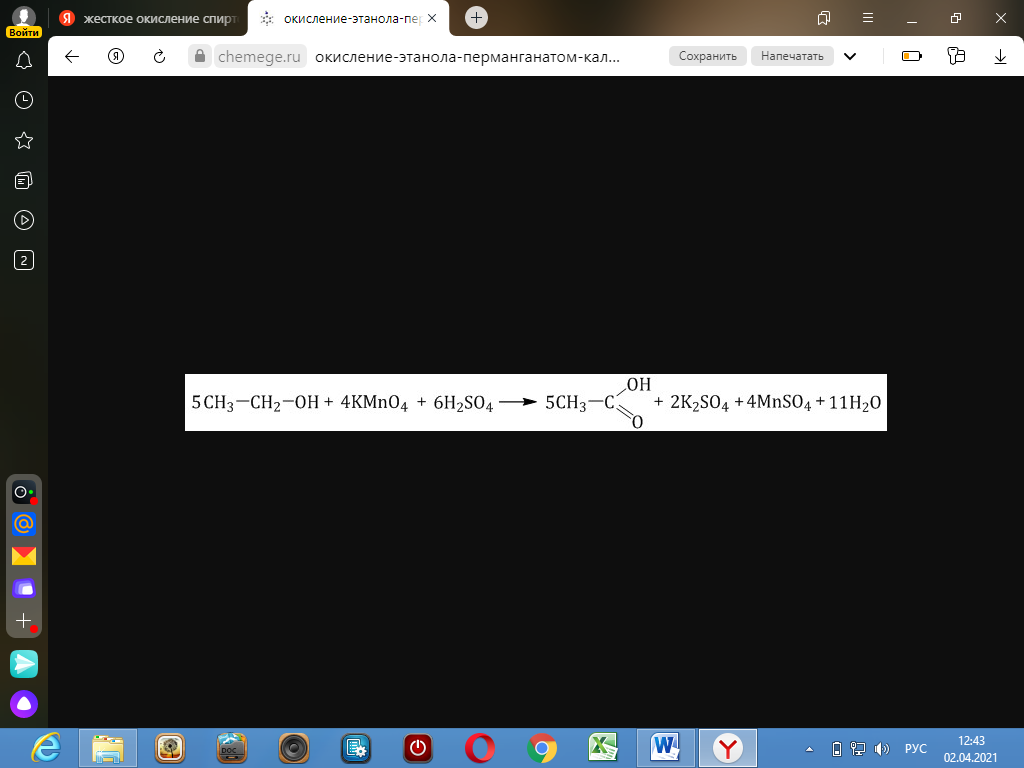 жесткое окисление спирт
окисление-этанола-пер
Войти
chemege.ru окисление-этанола-перманганатом-кал... Сохранить Напечатать
2
5CH₃—CH₂—OH + 4KMnO₄ + 6H₂SO₄ ⟶ 5CH₃—C(OH)(=O) + 2K₂SO₄ + 4MnSO₄ + 11H₂O
DOC
РУС
12:43
02.04.2021